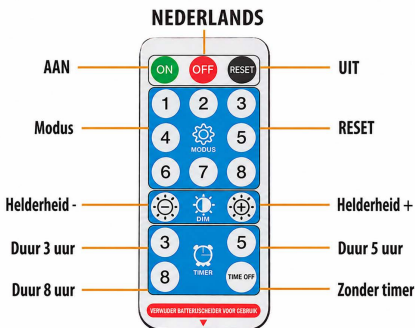 NEDERLANDS
AAN
ON
OFF
RESET
UIT
1
2
3
Modus
4
5
RESET
MODUS
6
7
8
Helderheid -
DIM
Helderheid +
Duur 3 uur
3
5
Duur 5 uur
TIMER
Duur 8 uur
8
TIME OFF
Zonder timer
VERWIJDER BATTERIJSCHEIDER VOOR GEBRUIK